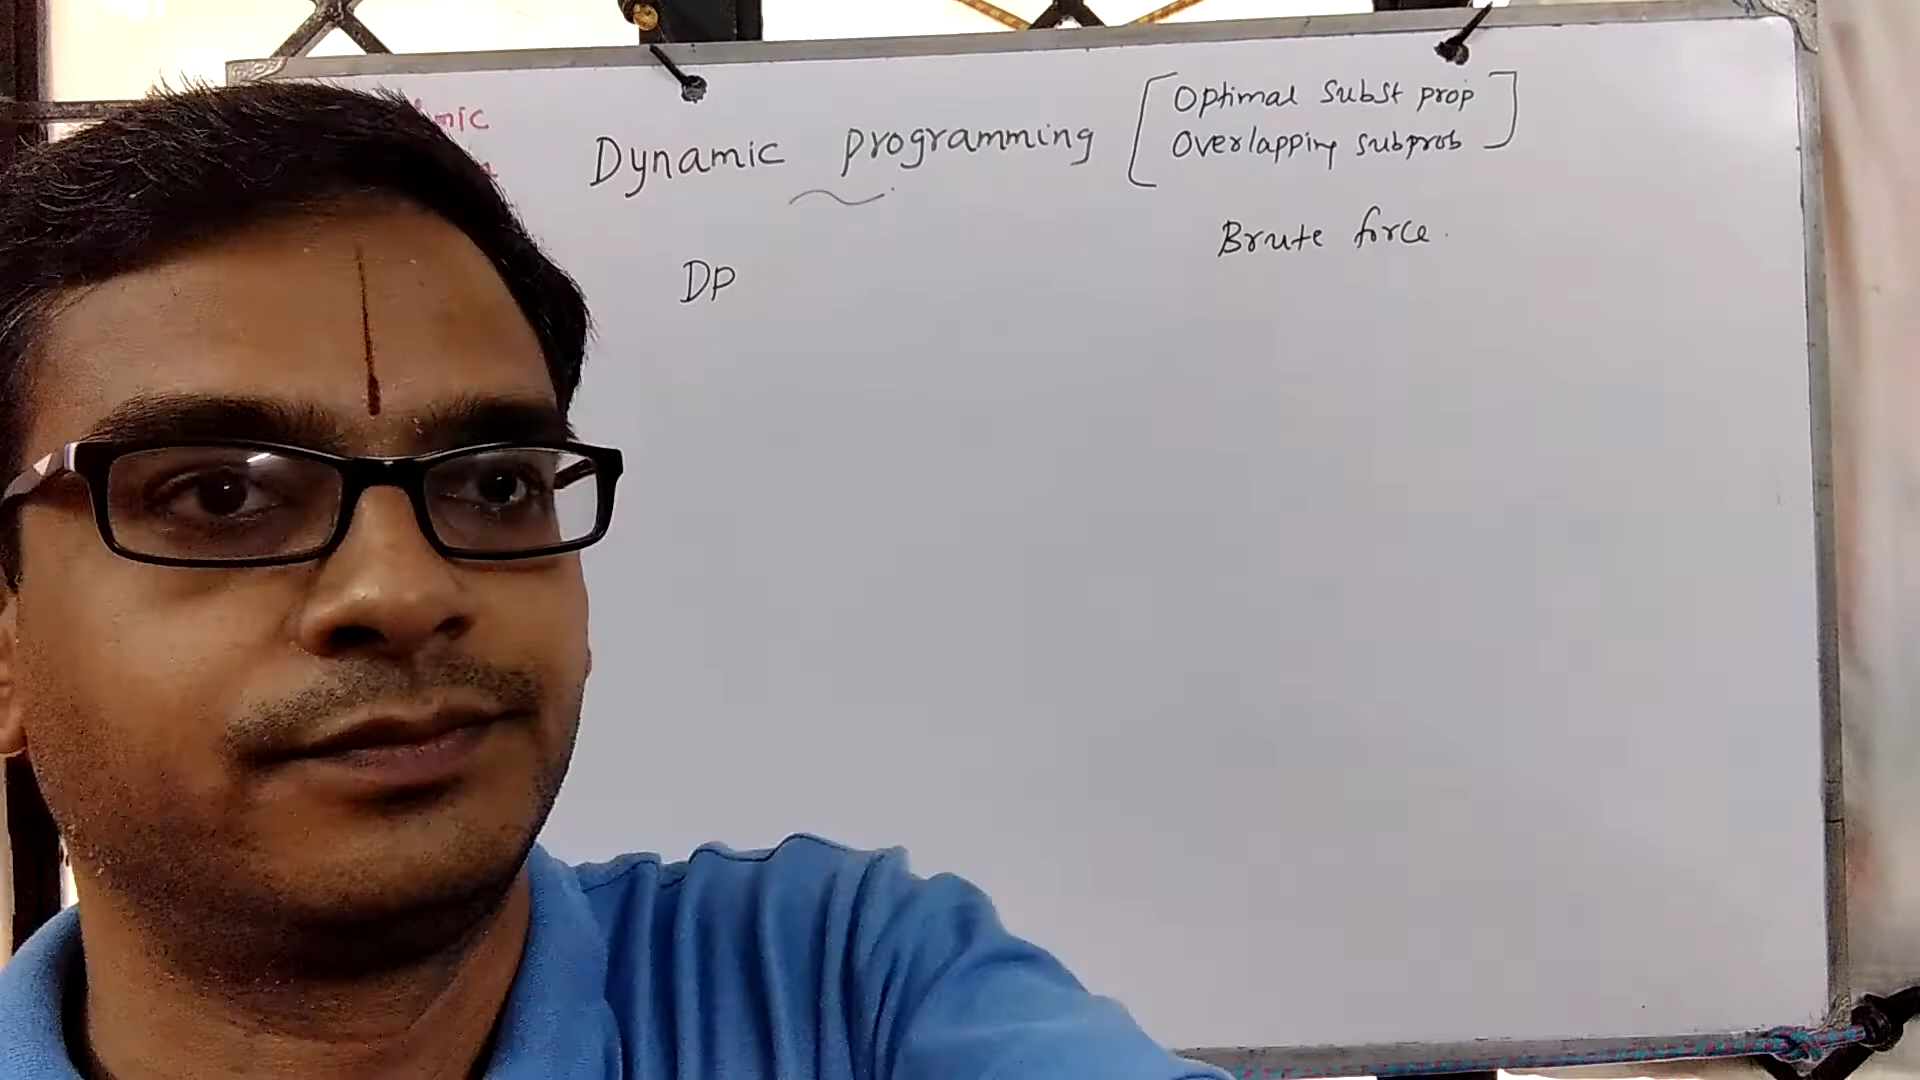 Dynamic programming
[Optimal Subst prop
Overlapping subprob]
Brute force.
DP